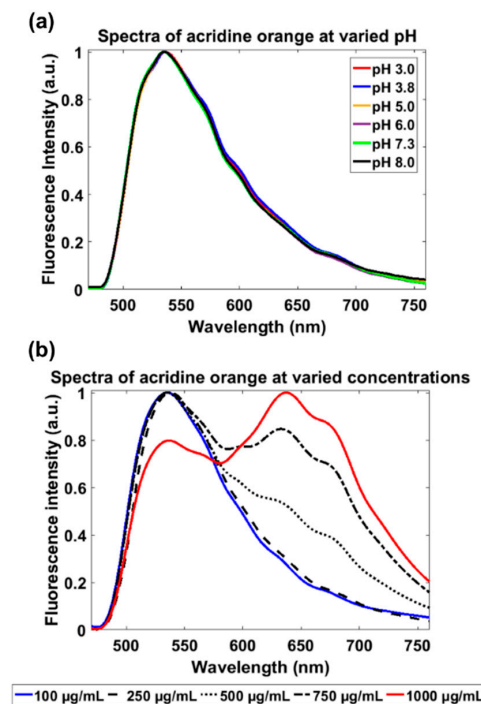 (a)
Spectra of acridine orange at varied pH
Fluorescence Intensity (a.u.)
1
0.8
0.6
0.4
0.2
0
pH 3.0
pH 3.8
pH 5.0
pH 6.0
pH 7.3
pH 8.0
500 550 600 650 700 750
Wavelength (nm)
(b)
Spectra of acridine orange at varied concentrations
Fluorescence intensity (a.u.)
1
0.8
0.6
0.4
0.2
0
500 550 600 650 700 750
Wavelength (nm)
100 µg/mL 250 µg/mL 500 µg/mL 750 µg/mL 1000 µg/mL